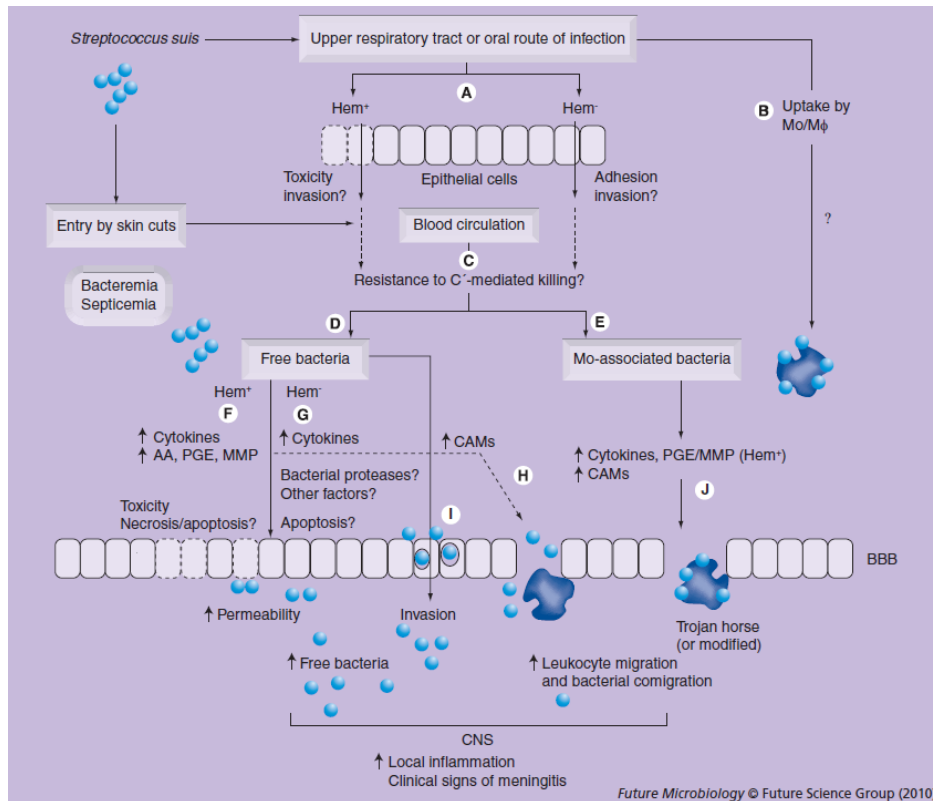 Streptococcus suis
Upper respiratory tract or oral route of infection
A
B
Hem⁺
Hem⁻
Uptake by
Mo/Mϕ
Toxicity
invasion?
Epithelial cells
Adhesion
invasion?
?
Entry by skin cuts
Blood circulation
C
Resistance to C´-mediated killing?
Bacteremia
Septicemia
D
E
Free bacteria
Mo-associated bacteria
Hem⁺
Hem⁻
F
G
↑ Cytokines
↑ AA, PGE, MMP
↑ Cytokines
↑ CAMs
↑ Cytokines, PGE/MMP (Hem⁺)
↑ CAMs
H
J
Bacterial proteases?
Other factors?
Toxicity
Necrosis/apoptosis?
Apoptosis?
I
BBB
↑ Permeability
Invasion
Trojan horse
(or modified)
↑ Free bacteria
↑ Leukocyte migration
and bacterial comigration
CNS
↑ Local inflammation
Clinical signs of meningitis
Future Microbiology © Future Science Group (2010)